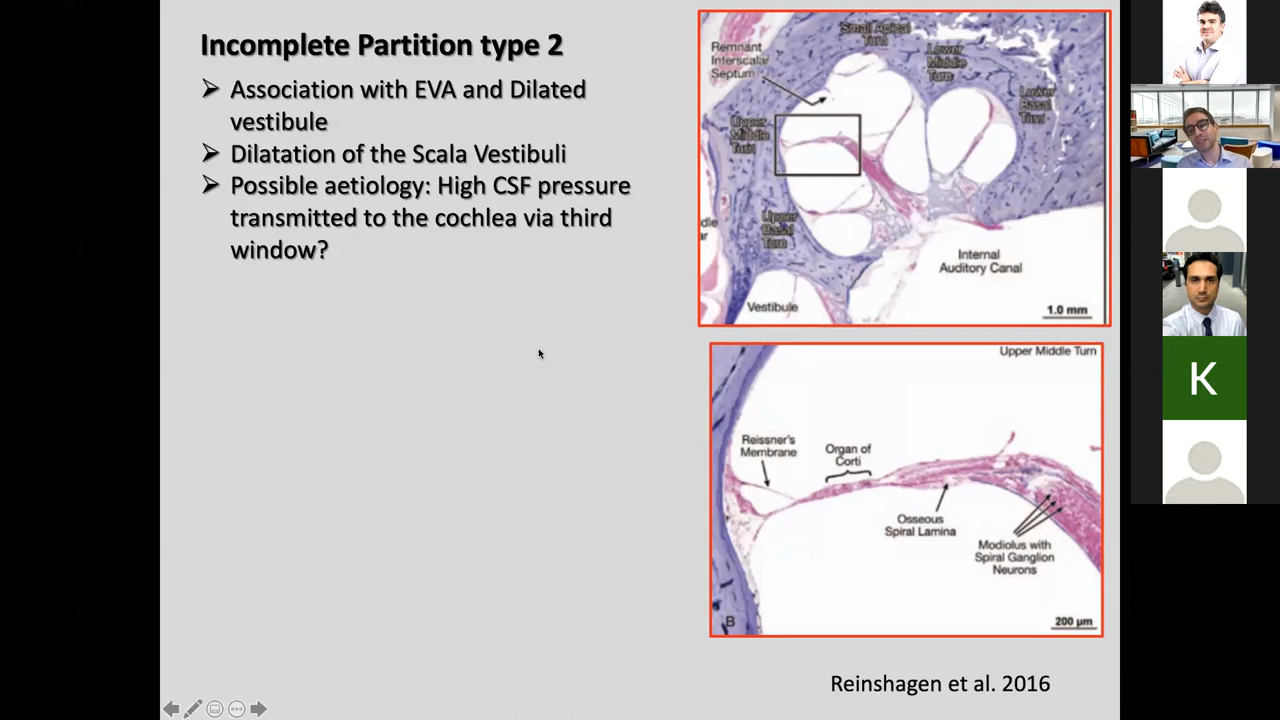 Incomplete Partition type 2
Association with EVA and Dilated
vestibule
Dilatation of the Scala Vestibuli
Possible aetiology: High CSF pressure
transmitted to the cochlea via third
window?
Small Apical
Turn
Remnant
Interscalar
Septum
Lower
Middle
Turn
Lower
Basal
Turn
Upper
Middle
Turn
Upper
Basal
Turn
Internal
Auditory Canal
Vestibule
1.0 mm
Upper Middle Turn
Reissner's
Membrane
Organ of
Corti
Osseous
Spiral Lamina
Modiolus with
Spiral Ganglion
Neurons
B
200 µm
Reinshagen et al. 2016
K